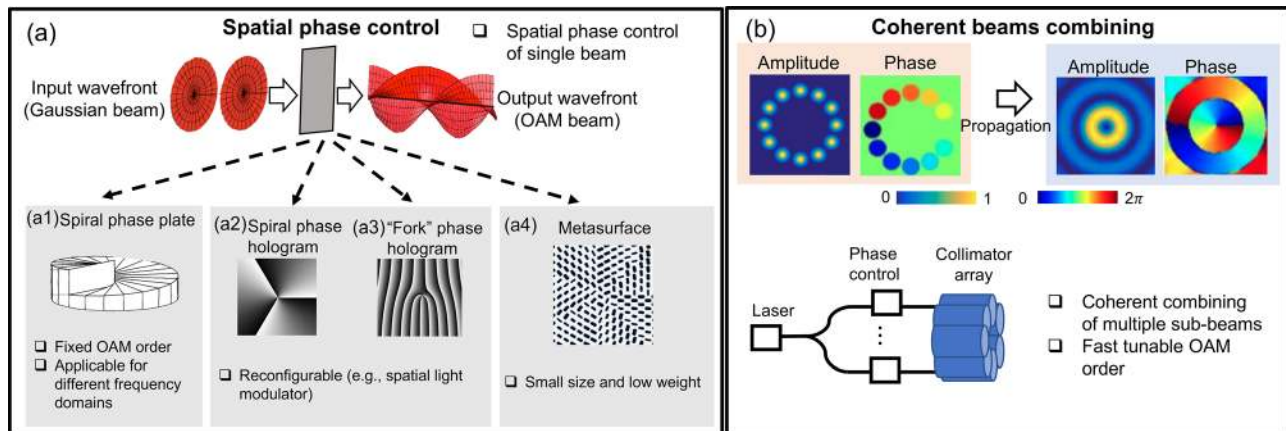 (a)
Spatial phase control
Input wavefront
(Gaussian beam)
❑ Spatial phase control
of single beam
Output wavefront
(OAM beam)
(a1) Spiral phase plate
❑ Fixed OAM order
❑ Applicable for
different frequency
domains
(a2) Spiral phase
hologram
(a3) "Fork" phase
hologram
❑ Reconfigurable (e.g., spatial light
modulator)
(a4) Metasurface
❑ Small size and low weight
(b)
Coherent beams combining
Amplitude Phase
Propagation
Amplitude Phase
0 1 0 2π
Phase
control
Collimator
array
Laser
⋮
❑ Coherent combining
of multiple sub-beams
❑ Fast tunable OAM
order